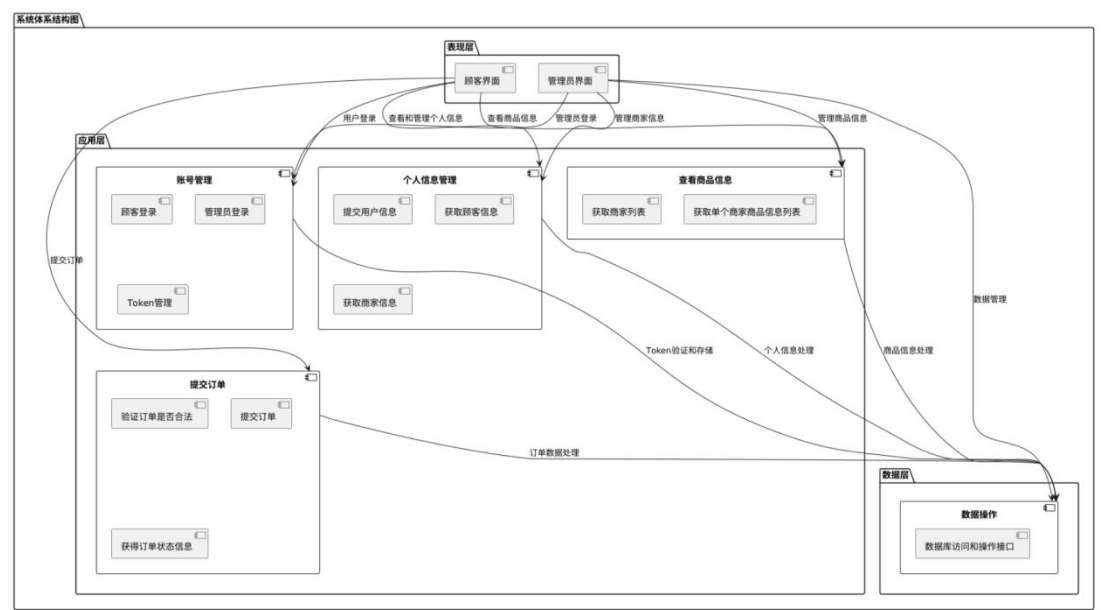 系统体系结构图
表现层
顾客界面 管理员界面
用户登录 查看和管理个人信息 查看商品信息 管理员登录 管理商家信息 管理商品信息
应用层
账号管理 个人信息管理 查看商品信息
顾客登录 管理员登录 提交用户信息 获取顾客信息 获取商家列表 获取单个商家商品信息列表
提交订单
Token管理 获取商家信息 数据管理
Token验证和存储 个人信息处理 商品信息处理
提交订单
验证订单是否合法 提交订单
订单数据处理
数据层
数据操作
获得订单状态信息 数据库访问和操作接口